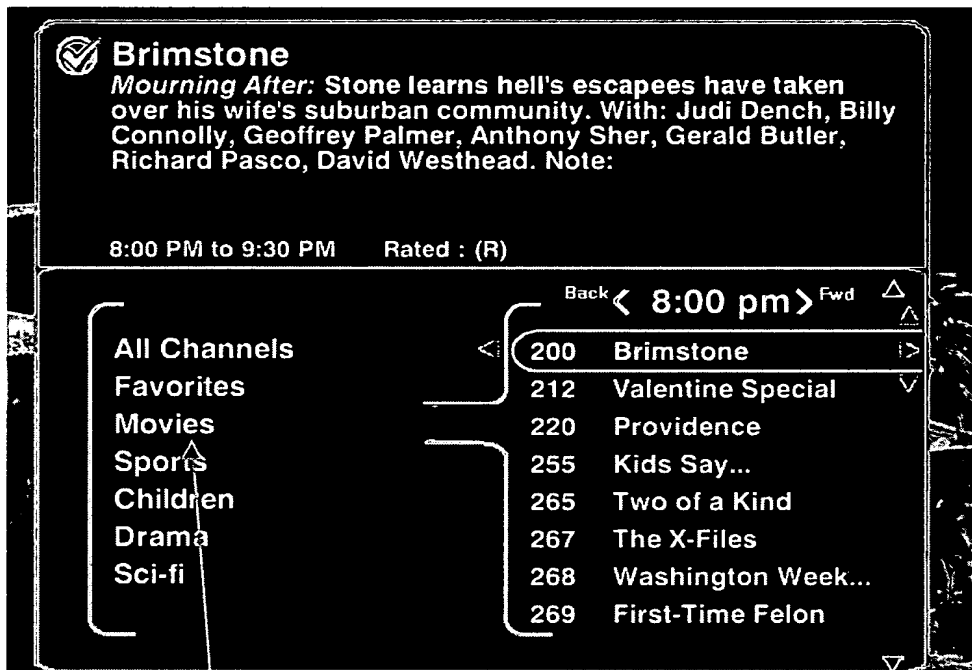 Brimstone
Mourning After: Stone learns hell's escapees have taken
over his wife's suburban community. With: Judi Dench, Billy
Connolly, Geoffrey Palmer, Anthony Sher, Gerald Butler,
Richard Pasco, David Westhead. Note:
8:00 PM to 9:30 PM Rated : (R)
Back < 8:00 pm > Fwd
All Channels
Favorites
Movies
Sports
Children
Drama
Sci-fi
200 Brimstone
212 Valentine Special
220 Providence
255 Kids Say...
265 Two of a Kind
267 The X-Files
268 Washington Week...
269 First-Time Felon